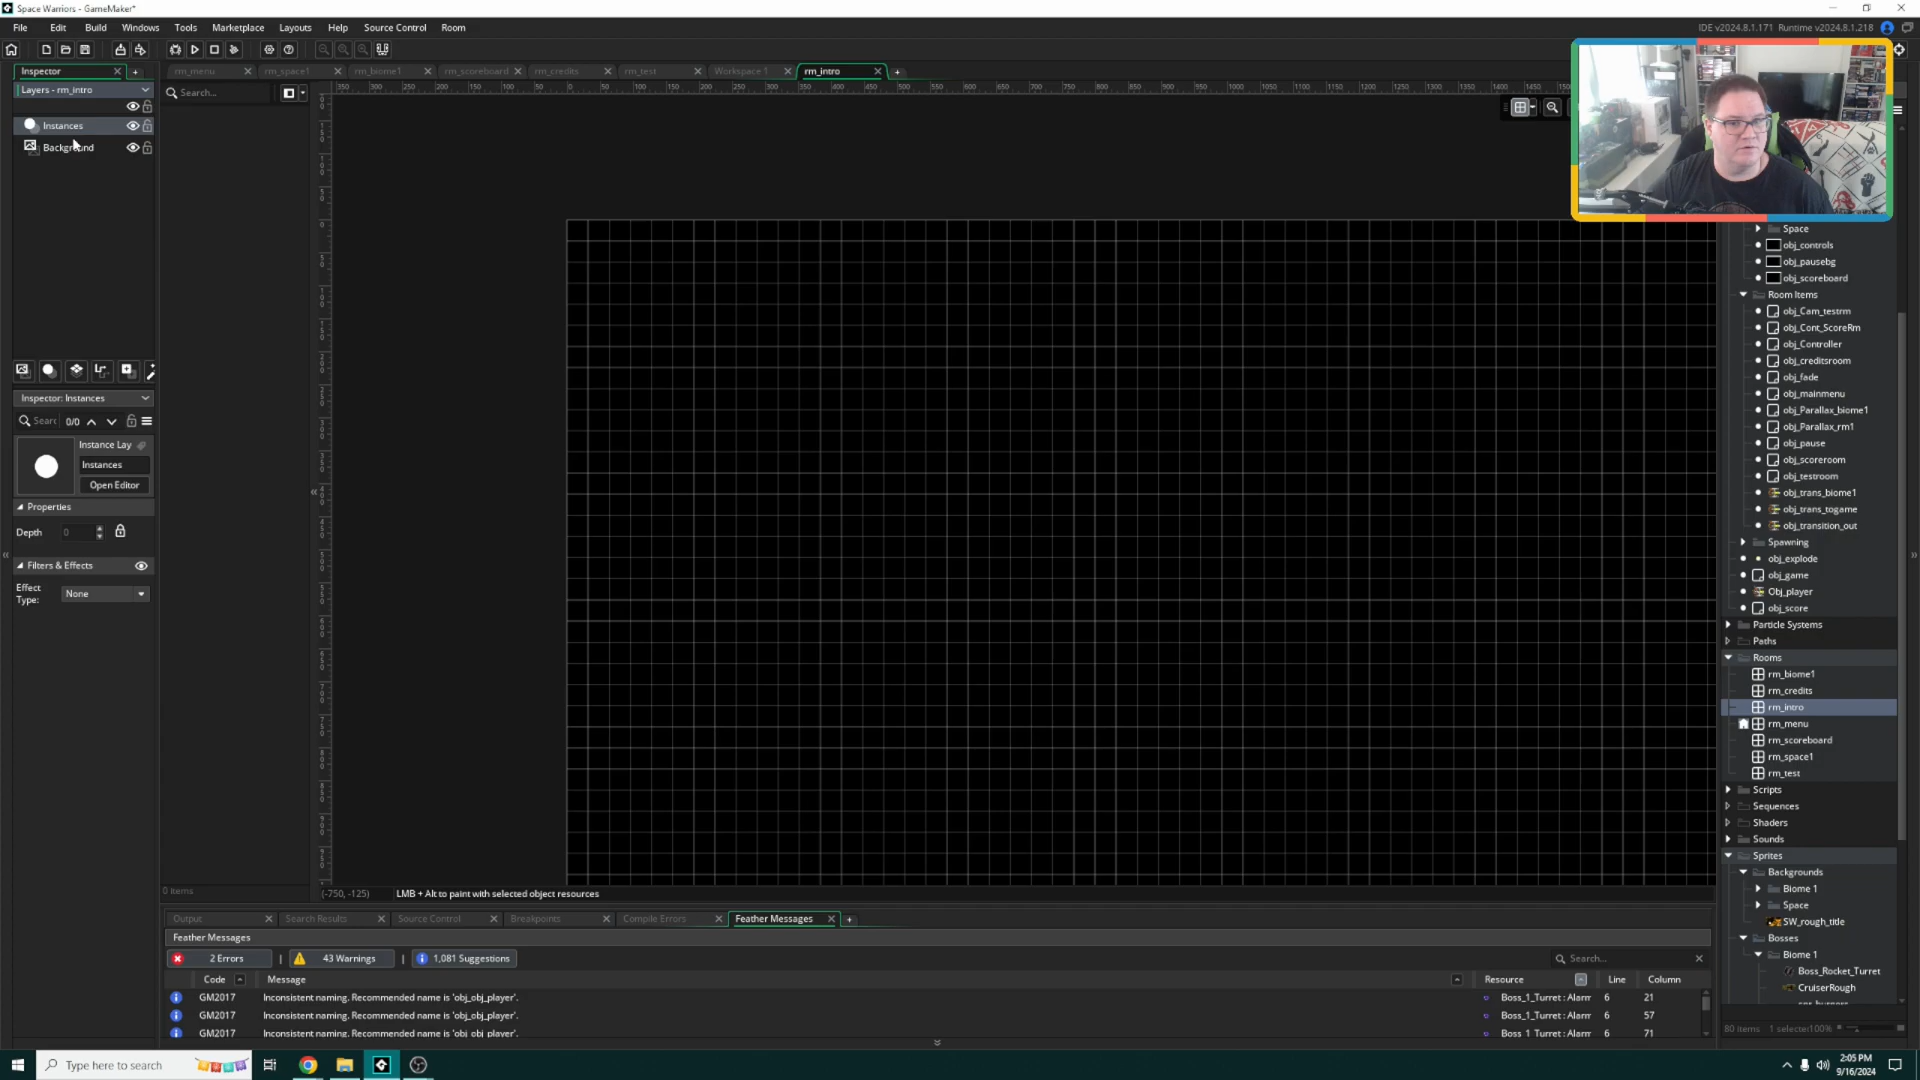 Space Warriors - GameMaker*
File Edit Build Windows Tools Marketplace Layouts Help Source Control Room
IDE v2024.8.1.171 Runtime v2024.8.1.218
Inspector
rm_menu rm_space1 rm_biome1 rm_scoreboard rm_credits rm_test Workspace 1 rm_intro
Layers - rm_intro
Search...
Instances
Background
Inspector: Instances
0/0
Instance Lay
Instances
Open Editor
Properties
Depth 0
Filters & Effects
Effect Type: None
0 items
(-750, -125) LMB + Alt to paint with selected object resources
Space
obj_controls
obj_pausebg
obj_scoreboard
Room Items
obj_Cam_testrm
obj_Cont_ScoreRm
obj_Controller
obj_creditsroom
obj_fade
obj_mainmenu
obj_Parallax_biome1
obj_Parallax_rm1
obj_pause
obj_scoreroom
obj_testroom
obj_trans_biome1
obj_trans_togame
obj_transition_out
Spawning
obj_explode
obj_game
Obj_player
obj_score
Particle Systems
Paths
Rooms
rm_biome1
rm_credits
rm_intro
rm_menu
rm_scoreboard
rm_space1
rm_test
Scripts
Sequences
Shaders
Sounds
Sprites
Backgrounds
Biome 1
Space
SW_rough_title
Bosses
Biome 1
Boss_Rocket_Turret
CruiserRough
80 items 1 selected 100%
Output Search Results Source Control Breakpoints Compile Errors Feather Messages
Feather Messages
2 Errors | 43 Warnings | 1,081 Suggestions
Search...
Code Message Resource Line Column
GM2017 Inconsistent naming. Recommended name is 'obj_obj_player'. Boss_1_Turret : Alarm 6 21
GM2017 Inconsistent naming. Recommended name is 'obj_obj_player'. Boss_1_Turret : Alarm 6 57
GM2017 Inconsistent naming. Recommended name is 'obj_obj_player'. Boss_1_Turret : Alarm 6 71
Type here to search
2:05 PM
9/16/2024